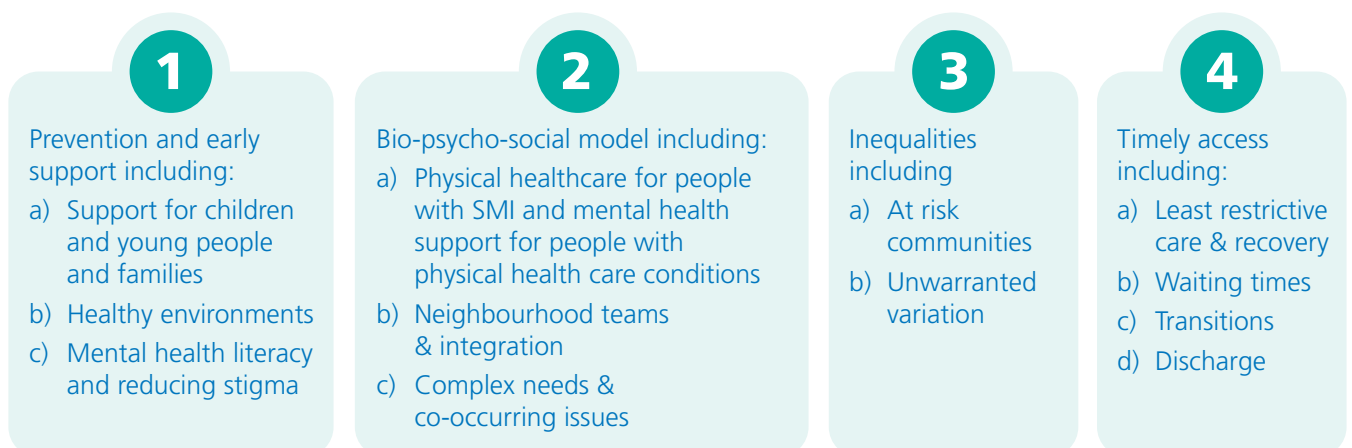 1
Prevention and early
support including:
a) Support for children
and young people
and families
b) Healthy environments
c) Mental health literacy
and reducing stigma
2
Bio-psycho-social model including:
a) Physical healthcare for people
with SMI and mental health
support for people with
physical health care conditions
b) Neighbourhood teams
& integration
c) Complex needs &
co-occurring issues
3
Inequalities
including
a) At risk
communities
b) Unwarranted
variation
4
Timely access
including:
a) Least restrictive
care & recovery
b) Waiting times
c) Transitions
d) Discharge